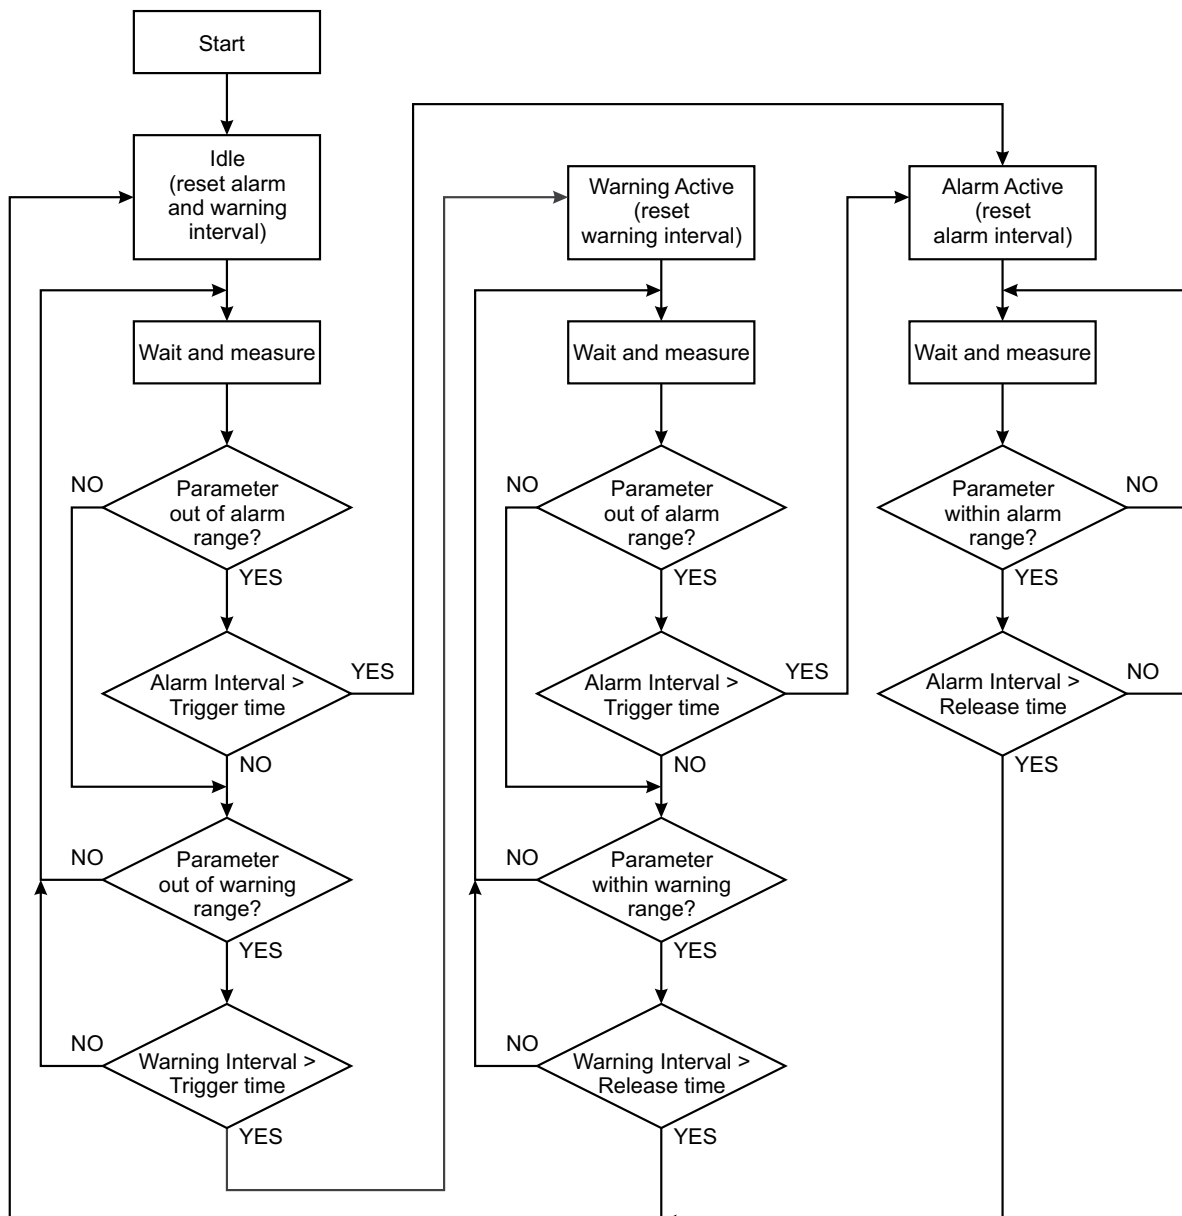 Start
Idle
(reset alarm
and warning
interval)
Wait and measure
NO
Parameter
out of alarm
range?
YES
Alarm Interval >
Trigger time
YES
NO
NO
Parameter
out of warning
range?
YES
NO
Warning Interval >
Trigger time
YES
Warning Active
(reset
warning interval)
Wait and measure
NO
Parameter
out of alarm
range?
YES
Alarm Interval >
Trigger time
YES
NO
NO
Parameter
within warning
range?
YES
NO
Warning Interval >
Release time
YES
Alarm Active
(reset
alarm interval)
Wait and measure
Parameter
within alarm
range?
NO
YES
Alarm Interval >
Release time
NO
YES